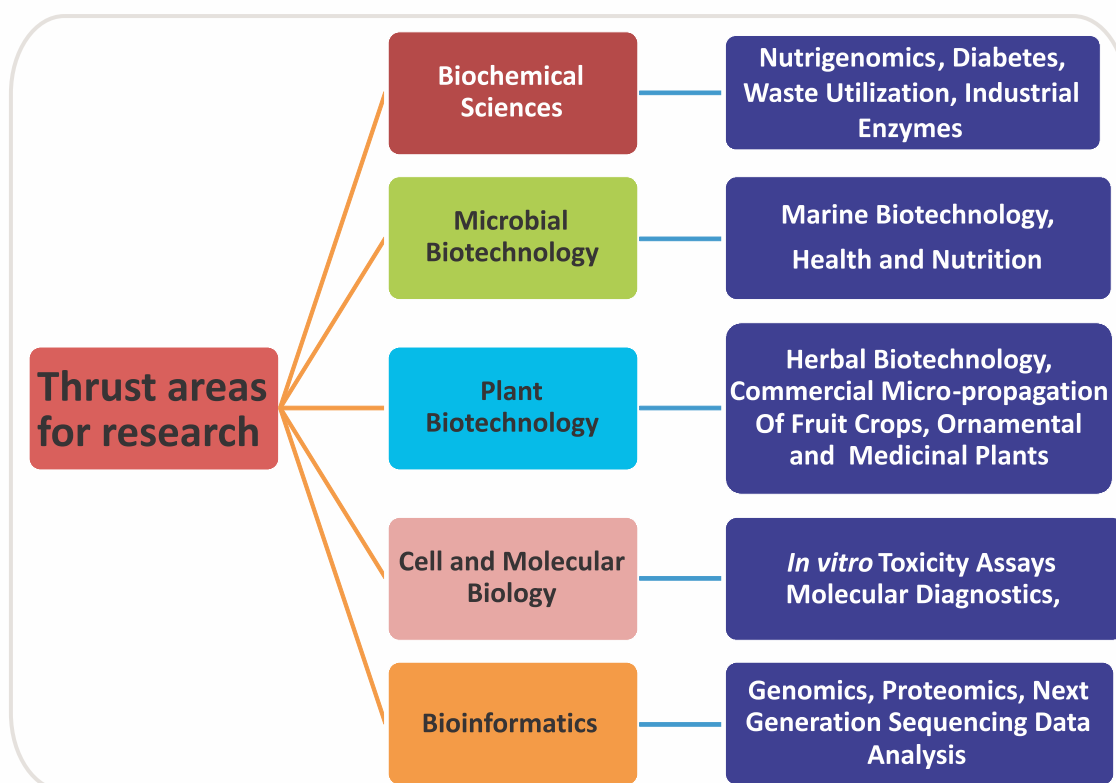 Thrust areas
for research
Biochemical
Sciences
Nutrigenomics, Diabetes,
Waste Utilization, Industrial
Enzymes
Microbial
Biotechnology
Marine Biotechnology,
Health and Nutrition
Plant
Biotechnology
Herbal Biotechnology,
Commercial Micro-propagation
Of Fruit Crops, Ornamental
and Medicinal Plants
Cell and Molecular
Biology
In vitro Toxicity Assays
Molecular Diagnostics,
Bioinformatics
Genomics, Proteomics, Next
Generation Sequencing Data
Analysis